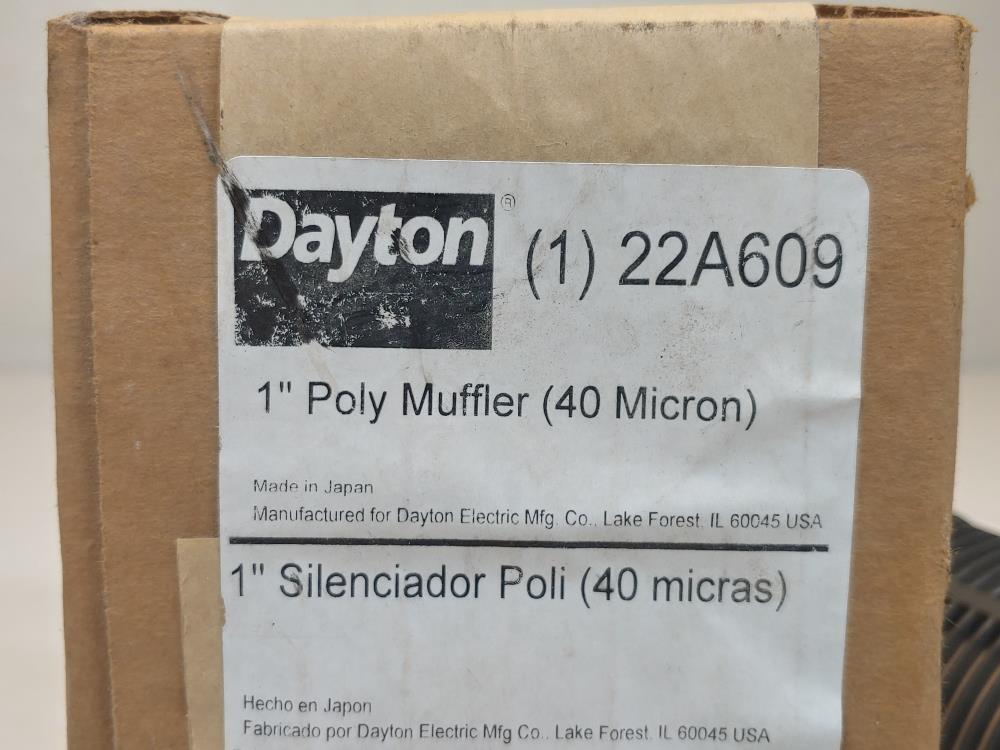 Dayton®
(1) 22A609
1" Poly Muffler (40 Micron)
Made in Japan
Manufactured for Dayton Electric Mfg. Co., Lake Forest, IL 60045 USA
1" Silenciador Poli (40 micras)
Hecho en Japon
Fabricado por Dayton Electric Mfg Co., Lake Forest, IL 60045 USA